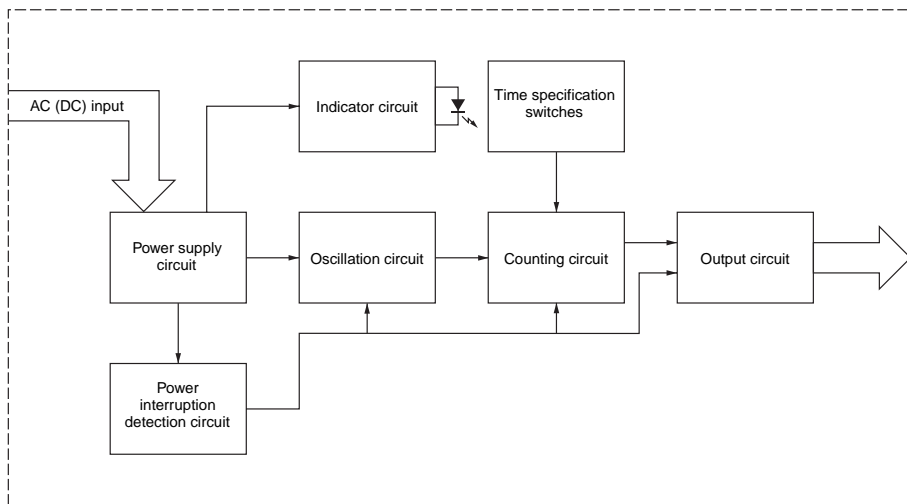 AC (DC) input
Indicator circuit
Time specification
switches
Power supply
circuit
Oscillation circuit
Counting circuit
Output circuit
Power
interruption
detection circuit